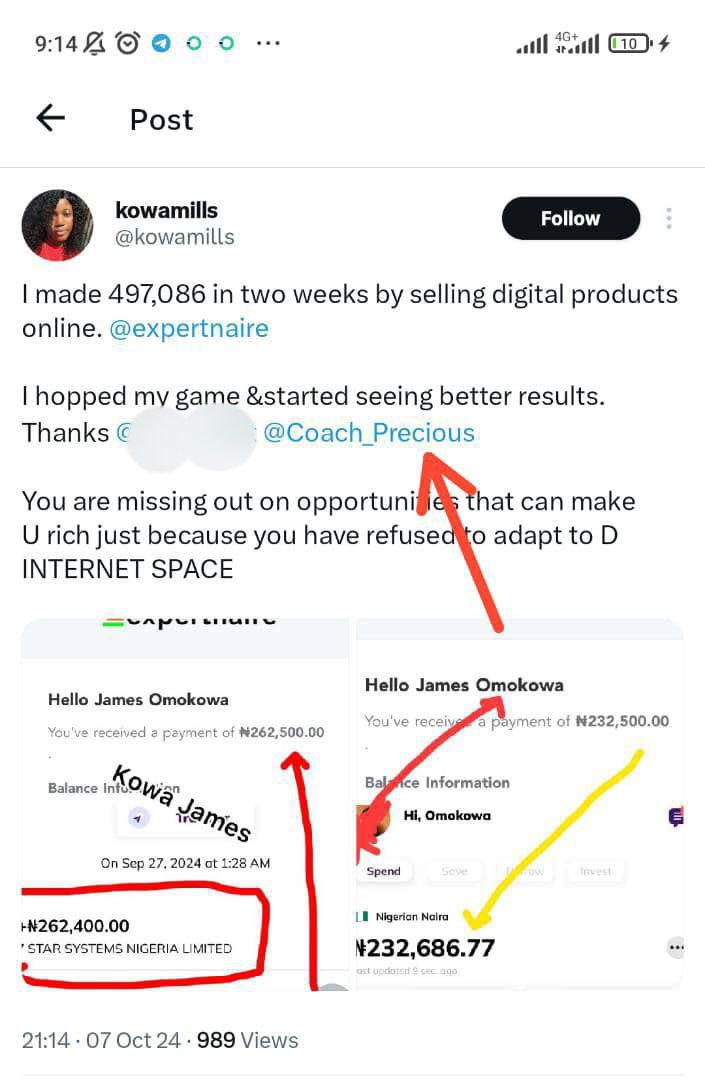 9:14
4G+
10
Post
kowamills
@kowamills
Follow
I made 497,086 in two weeks by selling digital products
online. @expertnaire
I hopped my game &started seeing better results.
Thanks @Coach_Precious
You are missing out on opportunities that can make
U rich just because you have refused to adapt to D
INTERNET SPACE
expertnaire
Hello James Omokowa
You've received a payment of ₦262,500.00
.
Balance
Kowa James
On Sep 27, 2024 at 1:28 AM
+₦262,400.00
STAR SYSTEMS NIGERIA LIMITED
Hello James Omokowa
You've received a payment of ₦232,500.00
.
Balance Information
Hi, Omokowa
Spend
Save
Invest
Nigerian Naira
₦232,686.77
last updated 9 sec. ago
21:14 · 07 Oct 24 · 989 Views